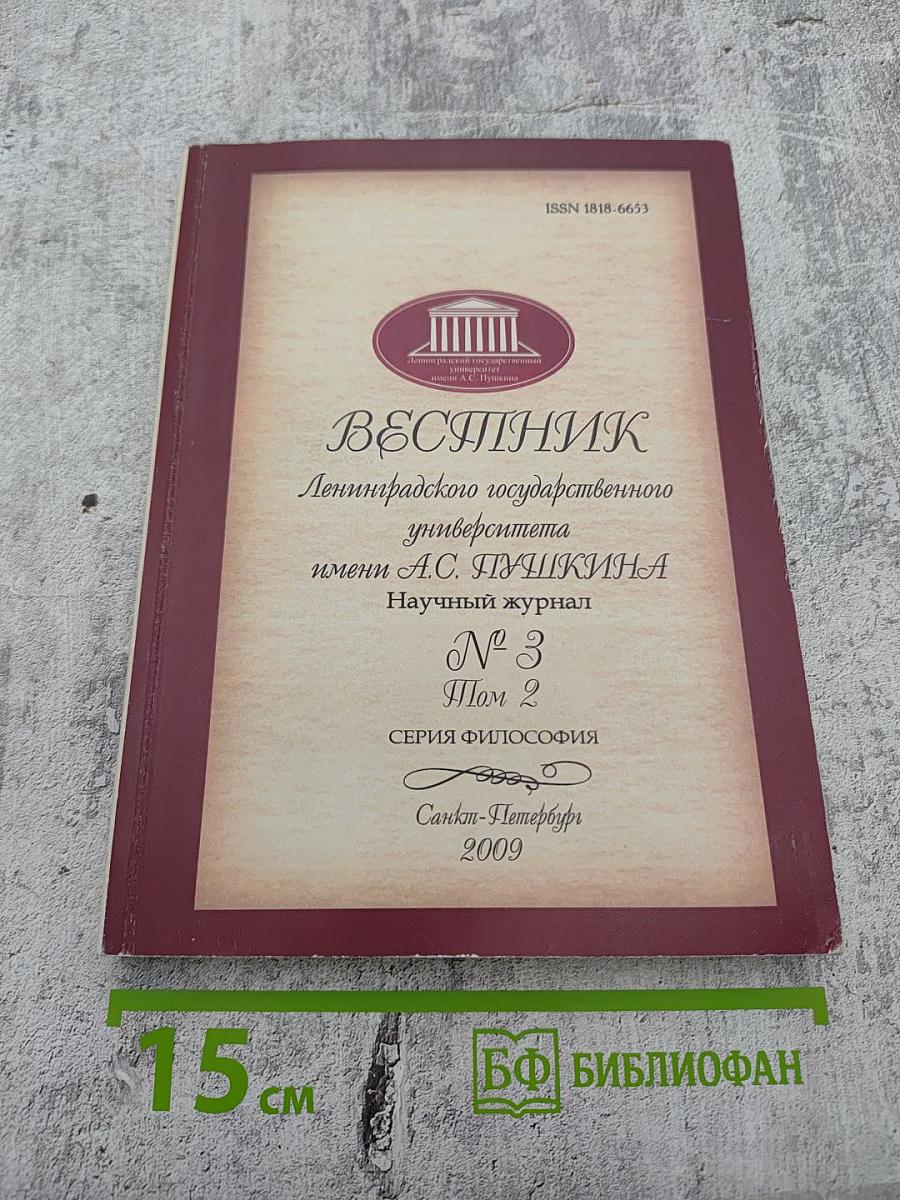 ISSN 1818-6653
Ленинградский государственный
университет
имени А.С. Пушкина
ВЕСТНИК
Ленинградского государственного
университета
имени А.С. ПУШКИНА
Научный журнал
№ 3
Том 2
СЕРИЯ ФИЛОСОФИЯ
Санкт-Петербург
2009
15 см
БФ БИБЛИОФАН